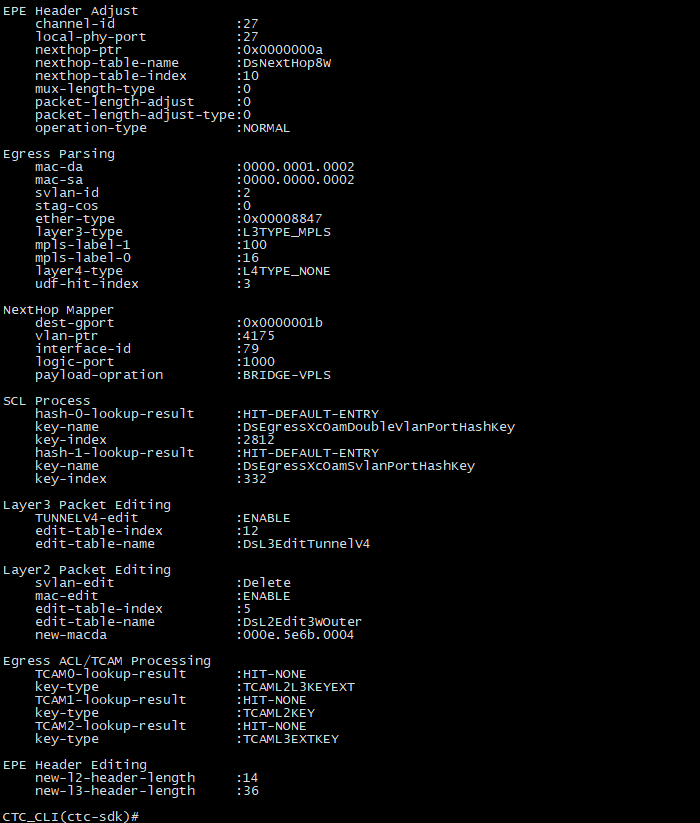 EPE Header Adjust
channel-id :27
local-phy-port :27
nexthop-ptr :0x0000000a
nexthop-table-name :DsNextHop8W
nexthop-table-index :10
mux-length-type :0
packet-length-adjust :0
packet-length-adjust-type:0
operation-type :NORMAL
Egress Parsing
mac-da :0000.0001.0002
mac-sa :0000.0000.0002
svlan-id :2
stag-cos :0
ether-type :0x00008847
layer3-type :L3TYPE_MPLS
mpls-label-1 :100
mpls-label-0 :16
layer4-type :L4TYPE_NONE
udf-hit-index :3
NextHop Mapper
dest-gport :0x0000001b
vlan-ptr :4175
interface-id :79
logic-port :1000
payload-opration :BRIDGE-VPLS
SCL Process
hash-0-lookup-result :HIT-DEFAULT-ENTRY
key-name :DsEgressXcOamDoubleVlanPortHashKey
key-index :2812
hash-1-lookup-result :HIT-DEFAULT-ENTRY
key-name :DsEgressXcOamSvlanPortHashKey
key-index :332
Layer3 Packet Editing
TUNNELV4-edit :ENABLE
edit-table-index :12
edit-table-name :DsL3EditTunnelV4
Layer2 Packet Editing
svlan-edit :Delete
mac-edit :ENABLE
edit-table-index :5
edit-table-name :DsL2Edit3WOuter
new-macda :000e.5e6b.0004
Egress ACL/TCAM Processing
TCAM0-lookup-result :HIT-NONE
key-type :TCAML2L3KEYEXT
TCAM1-lookup-result :HIT-NONE
key-type :TCAML2KEY
TCAM2-lookup-result :HIT-NONE
key-type :TCAML3EXTKEY
EPE Header Editing
new-l2-header-length :14
new-l3-header-length :36
CTC_CLI(ctc-sdk)#